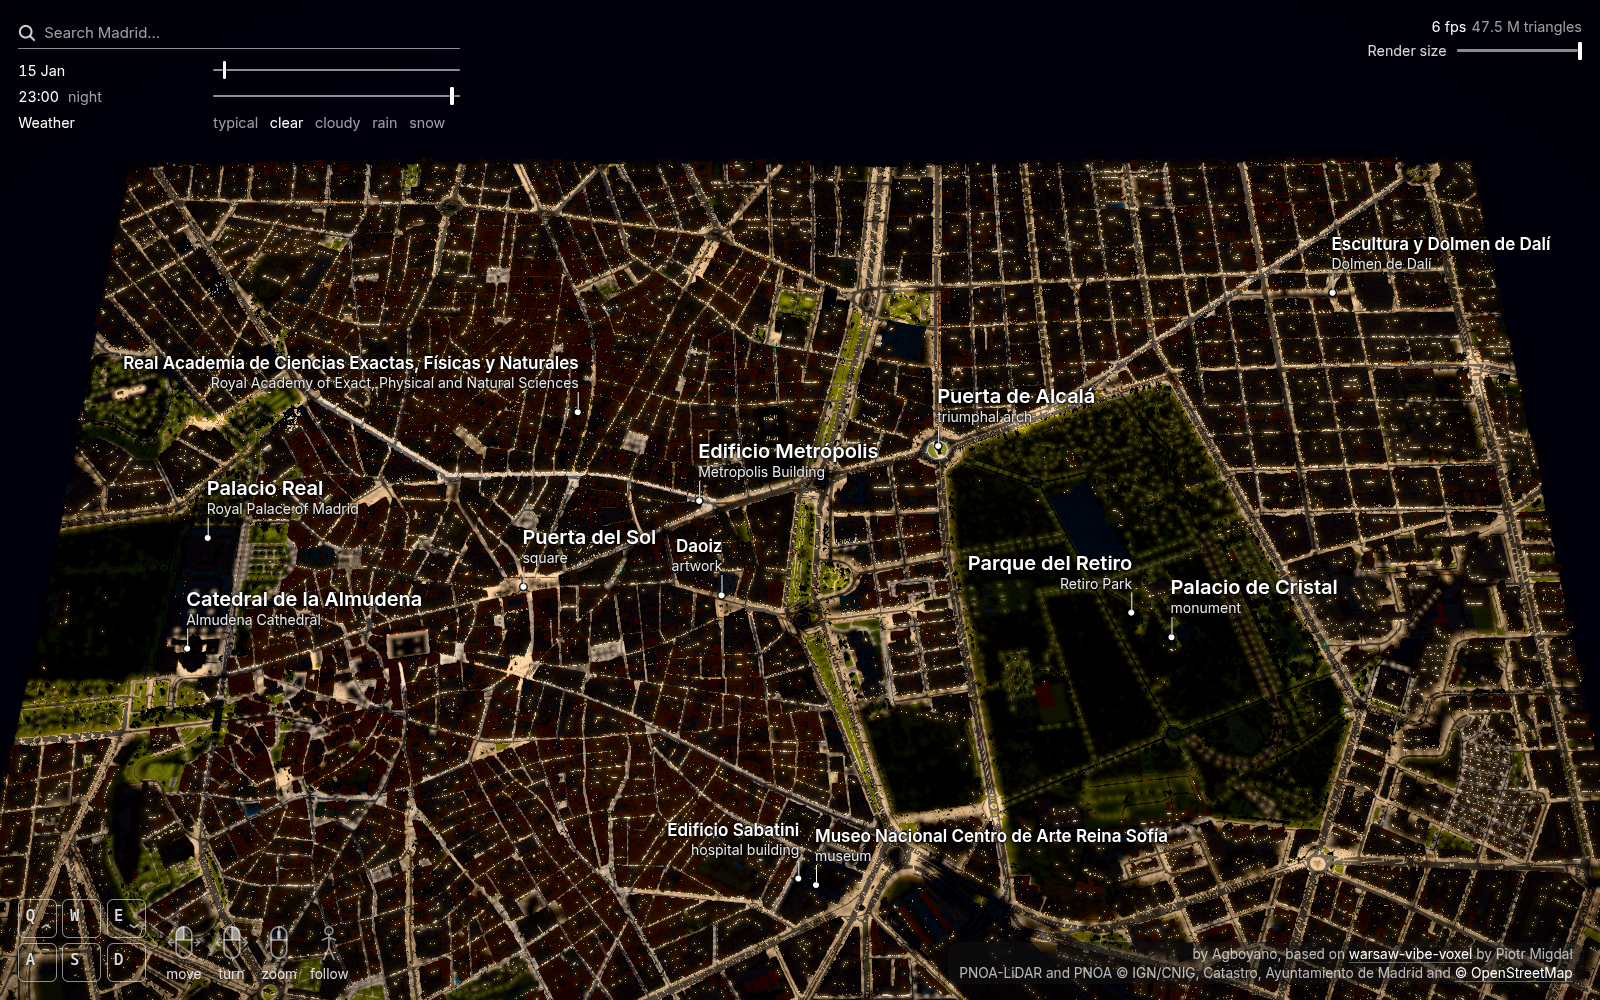 Search Madrid...
6 fps 47.5 M triangles
Render size
15 Jan
23:00 night
Weather typical clear cloudy rain snow
Escultura y Dolmen de Dalí
Dolmen de Dalí
Real Academia de Ciencias Exactas, Físicas y Naturales
Royal Academy of Exact, Physical and Natural Sciences
Puerta de Alcalá
triumphal arch
Edificio Metrópolis
Metropolis Building
Palacio Real
Royal Palace of Madrid
Puerta del Sol
square
Daoiz
artwork
Parque del Retiro
Retiro Park
Palacio de Cristal
monument
Catedral de la Almudena
Almudena Cathedral
Edificio Sabatini
hospital building
Museo Nacional Centro de Arte Reina Sofía
museum
Q W E
A S D
move turn zoom follow
by Agboyano, based on warsaw-vibe-voxel by Piotr Migdał
PNOA-LiDAR and PNOA © IGN/CNIG, Catastro, Ayuntamiento de Madrid and © OpenStreetMap